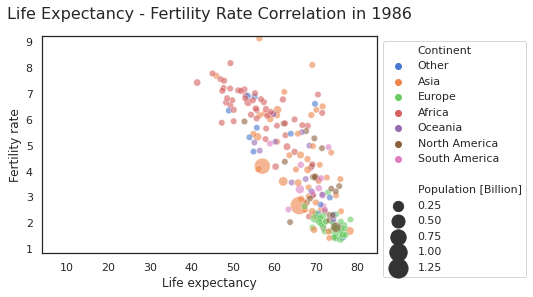 Life Expectancy - Fertility Rate Correlation in 1986
9
8
7
6
5
4
3
2
1
Fertility rate
10 20 30 40 50 60 70 80
Life expectancy
Continent
Other
Asia
Europe
Africa
Oceania
North America
South America
Population [Billion]
0.25
0.50
0.75
1.00
1.25